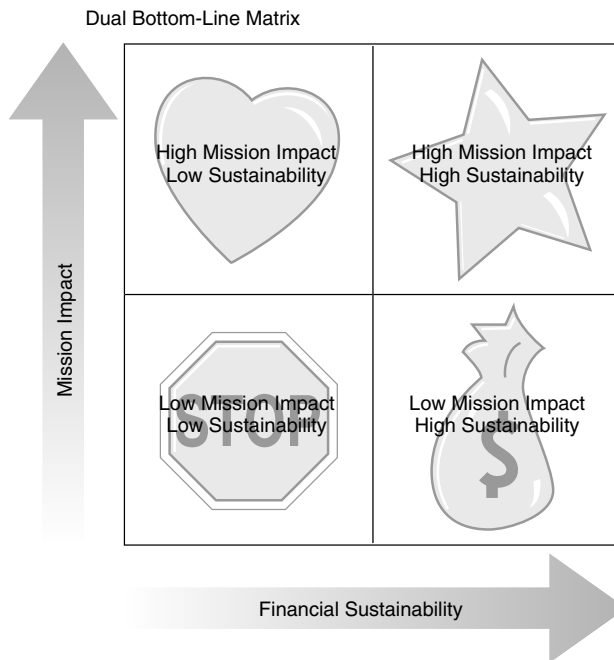 Dual Bottom-Line Matrix
High Mission Impact
Low Sustainability
High Mission Impact
High Sustainability
Mission Impact
STOP
Low Mission Impact
Low Sustainability
Low Mission Impact
High Sustainability
$
Financial Sustainability